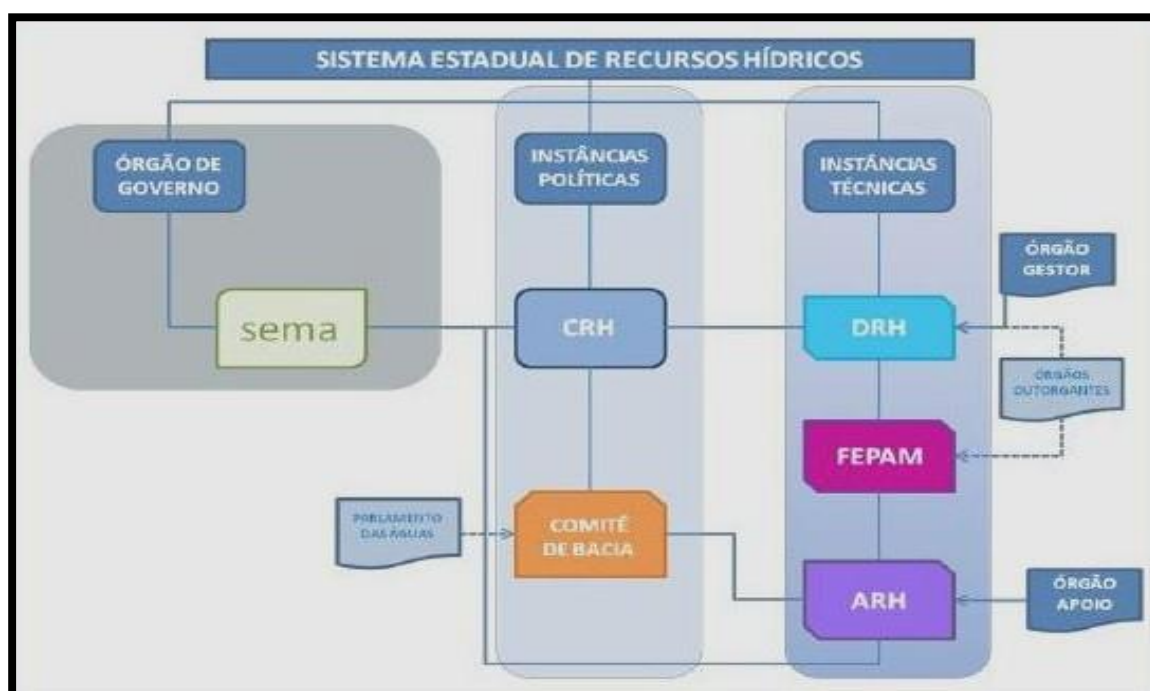 SISTEMA ESTADUAL DE RECURSOS HÍDRICOS
ÓRGÃO DE
GOVERNO
INSTÂNCIAS
POLÍTICAS
INSTÂNCIAS
TÉCNICAS
ÓRGÃO
GESTOR
sema
CRH
DRH
ÓRGÃOS
OUTORGANTES
FEPAM
PARLAMENTO
DAS ÁGUAS
COMITÊ
DE BACIA
ARH
ÓRGÃO
APOIO